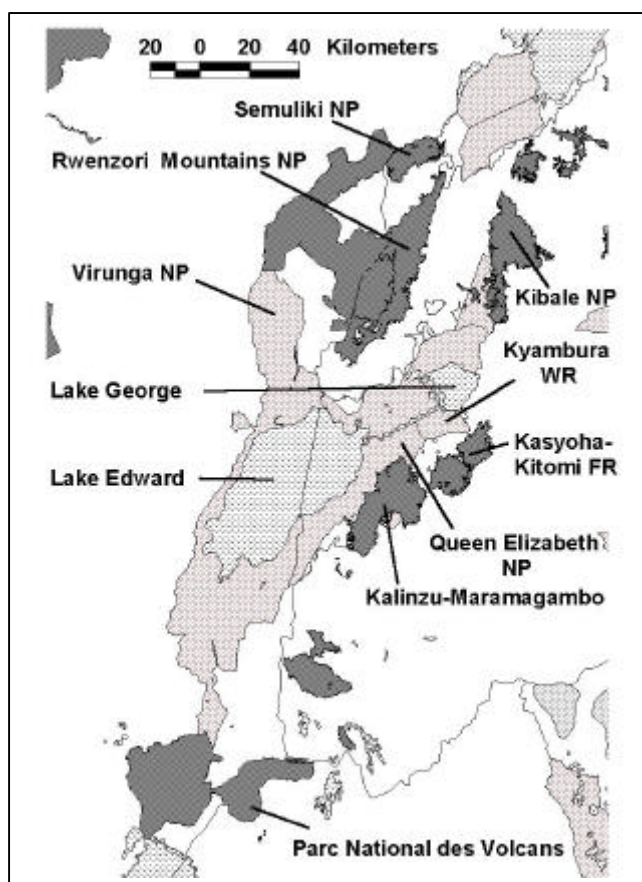 20 0 20 40 Kilometers
Semuliki NP
Rwenzori Mountains NP
Virunga NP
Kibale NP
Lake George
Kyambura
WR
Kasyoha-
Kitomi FR
Lake Edward
Queen Elizabeth
NP
Kalinzu-Maramagambo
Parc National des Volcans